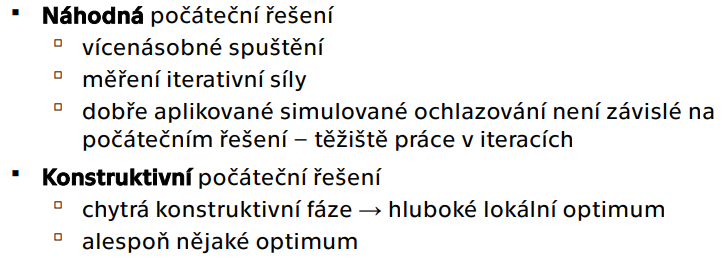 ▪ Náhodná počáteční řešení
▫ vícenásobné spuštění
▫ měření iterativní síly
▫ dobře aplikované simulované ochlazování není závislé na
počátečním řešení – těžiště práce v iteracích
▪ Konstruktivní počáteční řešení
▫ chytrá konstruktivní fáze → hluboké lokální optimum
▫ alespoň nějaké optimum